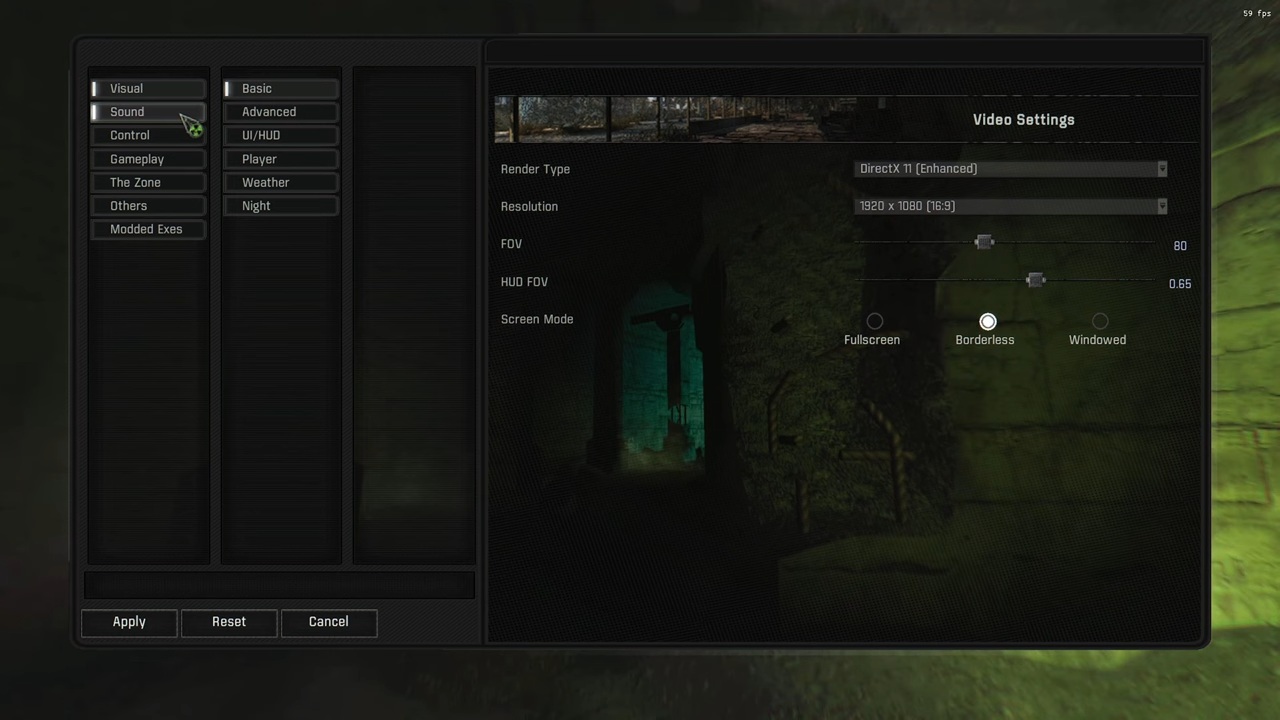 59 fps
Visual
Sound
Control
Gameplay
The Zone
Others
Modded Exes
Basic
Advanced
UI/HUD
Player
Weather
Night
Video Settings
Render Type
DirectX 11 (Enhanced)
Resolution
1920 x 1080 (16:9)
FOV
80
HUD FOV
0.65
Screen Mode
Fullscreen
Borderless
Windowed
Apply
Reset
Cancel